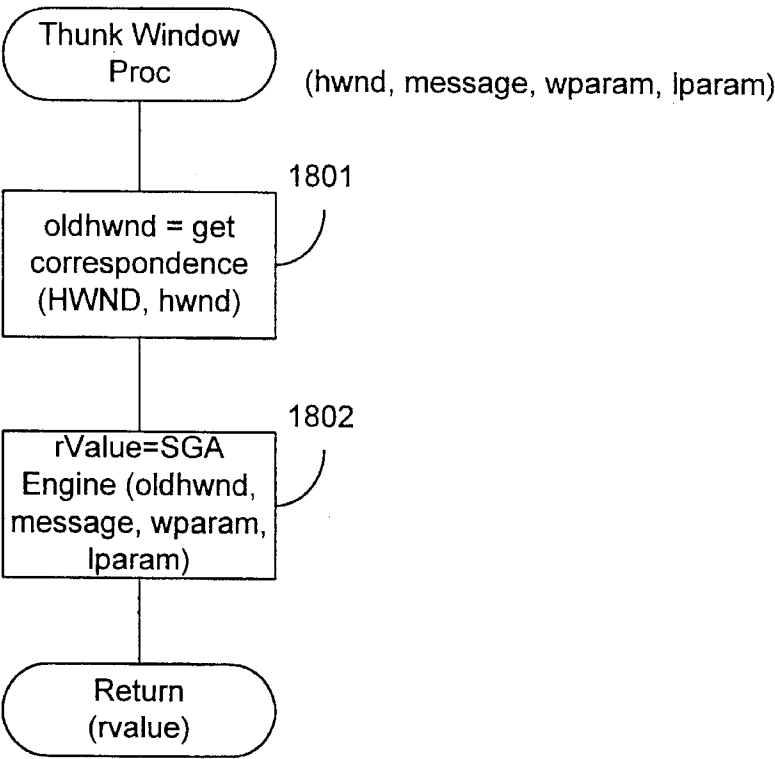 Thunk Window
Proc
(hwnd, message, wparam, lparam)
1801
oldhwnd = get
correspondence
(HWND, hwnd)
1802
rValue=SGA
Engine (oldhwnd,
message, wparam,
lparam)
Return
(rvalue)